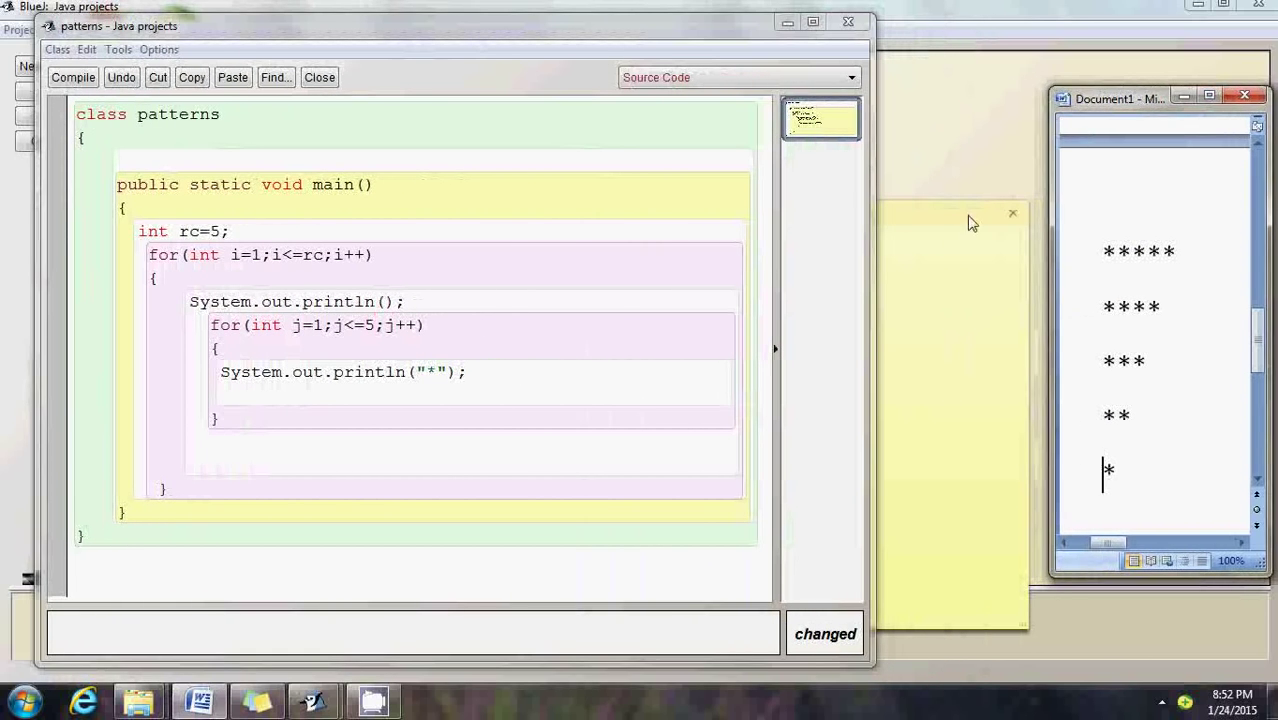 BlueJ: Java projects
patterns - Java projects
Class Edit Tools Options
Compile Undo Cut Copy Paste Find... Close
Source Code
class patterns
{
public static void main()
{
int rc=5;
for(int i=1;i<=rc;i++)
{
System.out.println();
for(int j=1;j<=5;j++)
{
System.out.println("*");
}
}
}
}
changed
Document1 - Mi...
*****
****
***
**
*
100%
8:52 PM
1/24/2015